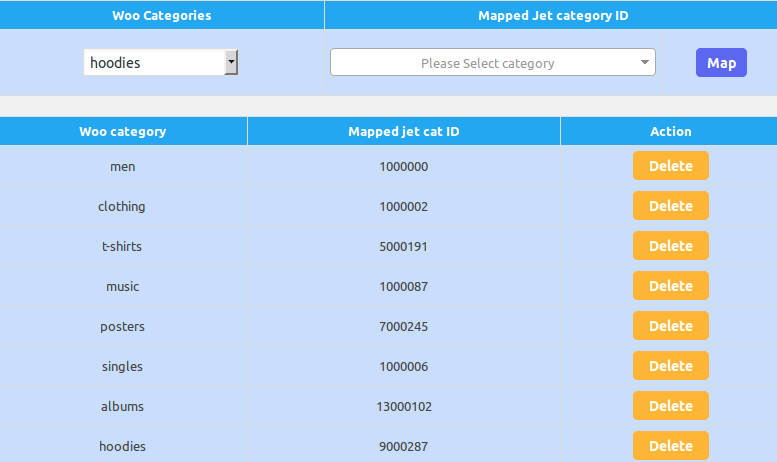 Woo Categories Mapped Jet category ID
hoodies Please Select category Map
Woo category Mapped jet cat ID Action
men 1000000 Delete
clothing 1000002 Delete
t-shirts 5000191 Delete
music 1000087 Delete
posters 7000245 Delete
singles 1000006 Delete
albums 13000102 Delete
hoodies 9000287 Delete